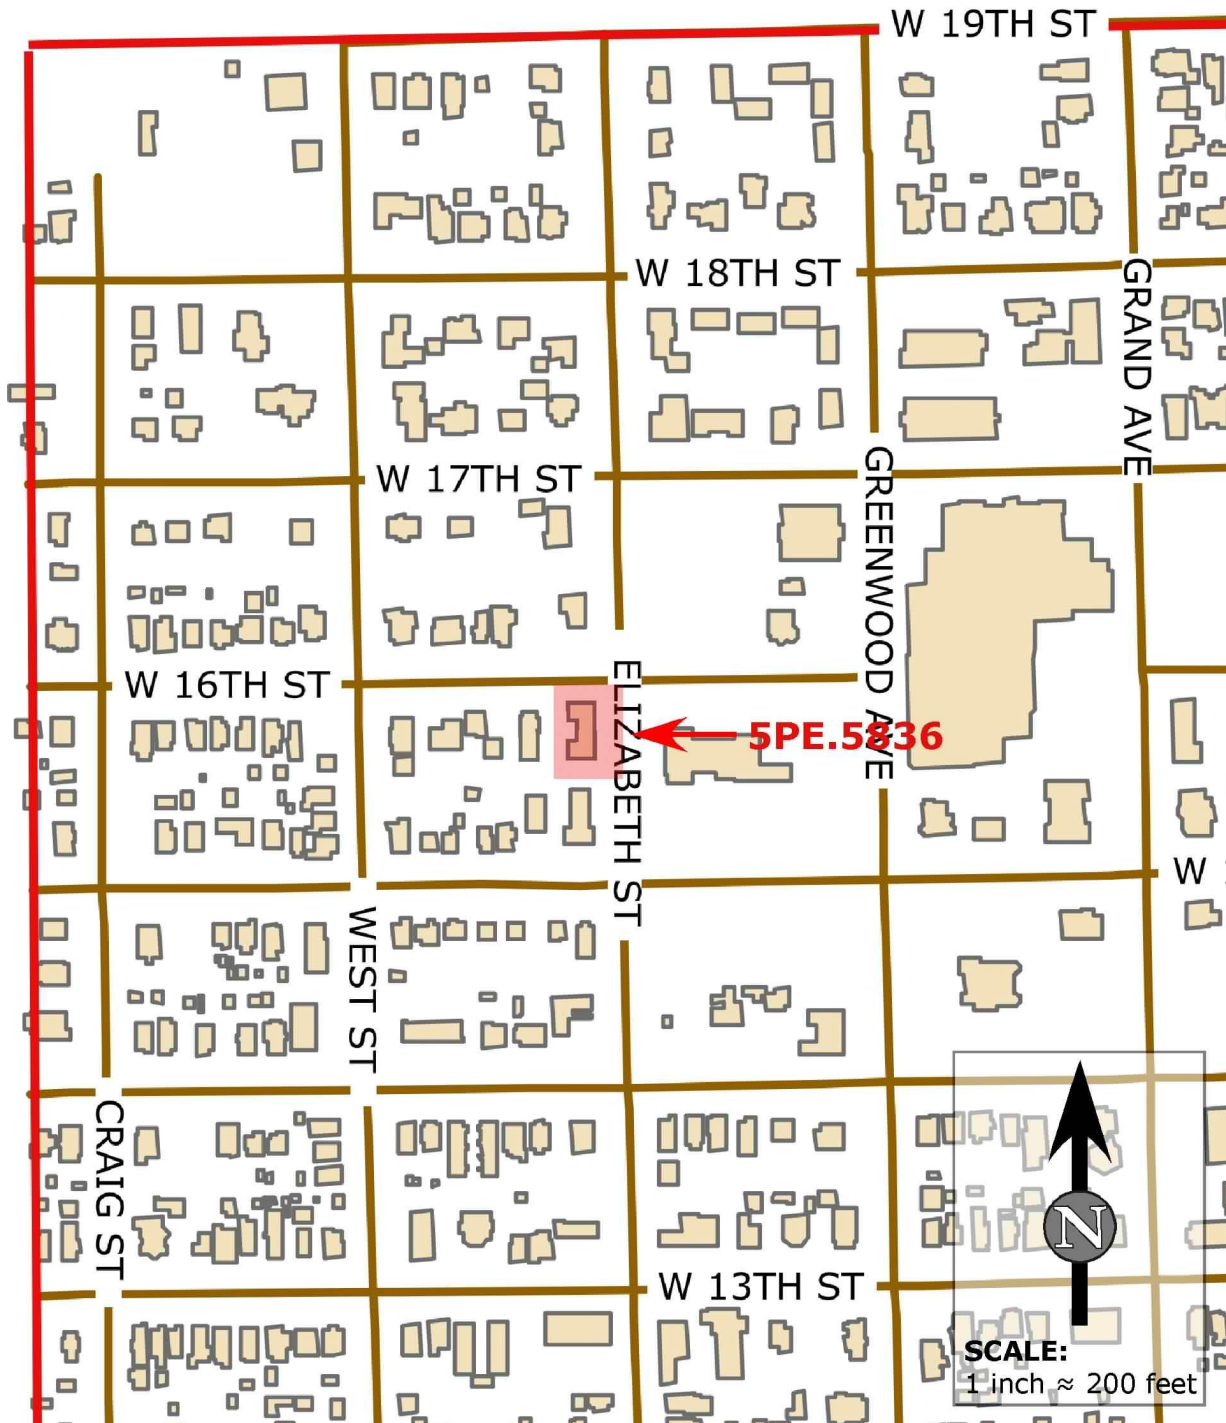 W 19TH ST
W 18TH ST
GRAND AVE
W 17TH ST
GREENWOOD AVE
W 16TH ST
ELIZABETH ST
5PE.5836
W
WEST ST
CRAIG ST
N
W 13TH ST
SCALE:
1 inch ≈ 200 feet